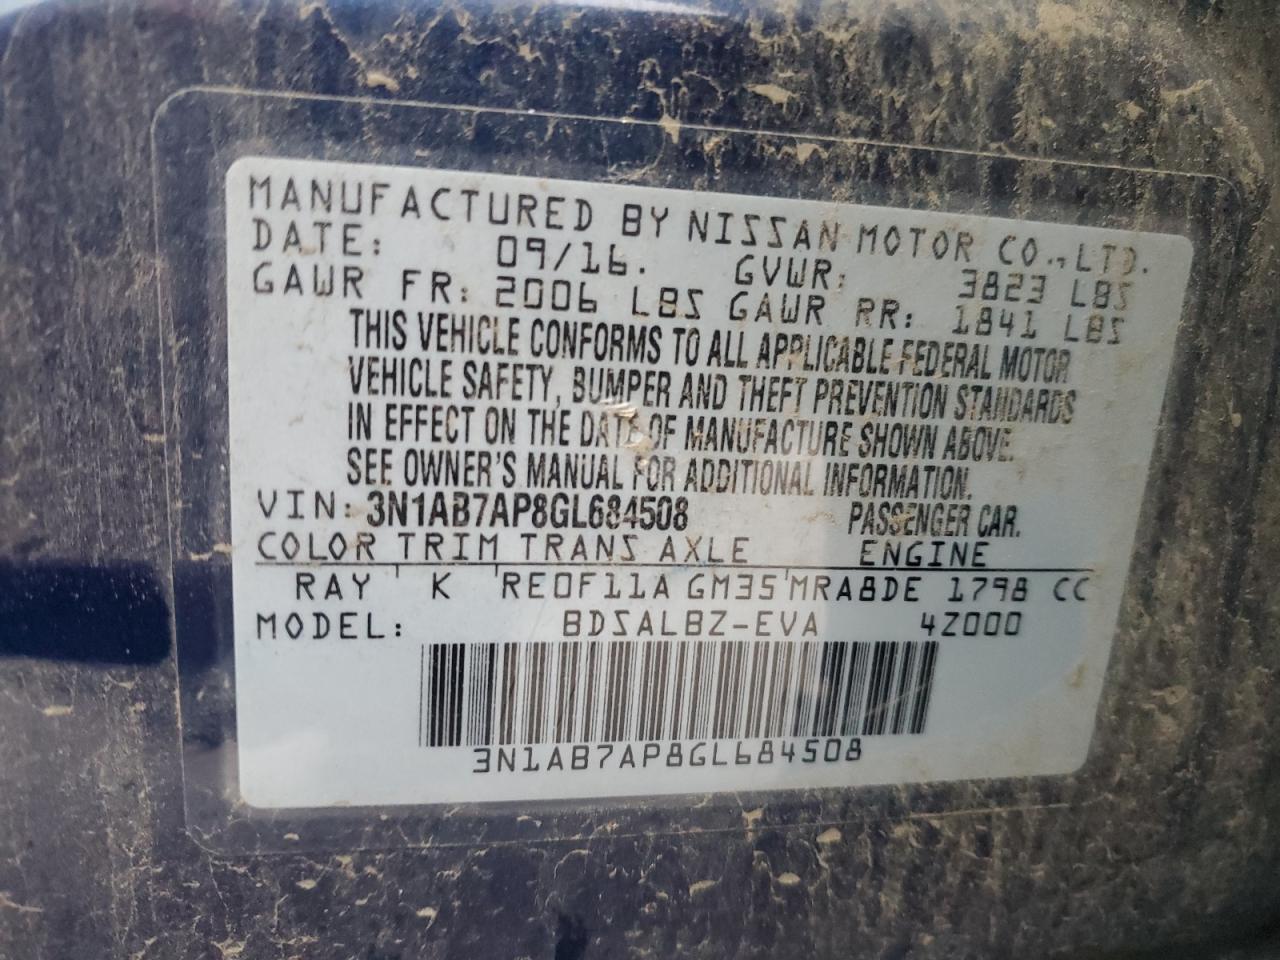 MANUFACTURED BY NISSAN MOTOR CO.,LTD.
DATE: 09/16. GVWR: 3823 LBS
GAWR FR: 2006 LBS GAWR RR: 1841 LBS
THIS VEHICLE CONFORMS TO ALL APPLICABLE FEDERAL MOTOR
VEHICLE SAFETY, BUMPER AND THEFT PREVENTION STANDARDS
IN EFFECT ON THE DATE OF MANUFACTURE SHOWN ABOVE.
SEE OWNER'S MANUAL FOR ADDITIONAL INFORMATION.
VIN: 3N1AB7AP8GL684508 PASSENGER CAR.
COLOR TRIM TRANS AXLE ENGINE
RAY K RE0F11A GM35 MRA8DE 1798 CC
MODEL: BDSALBZ-EVA 4Z000
3N1AB7AP8GL684508